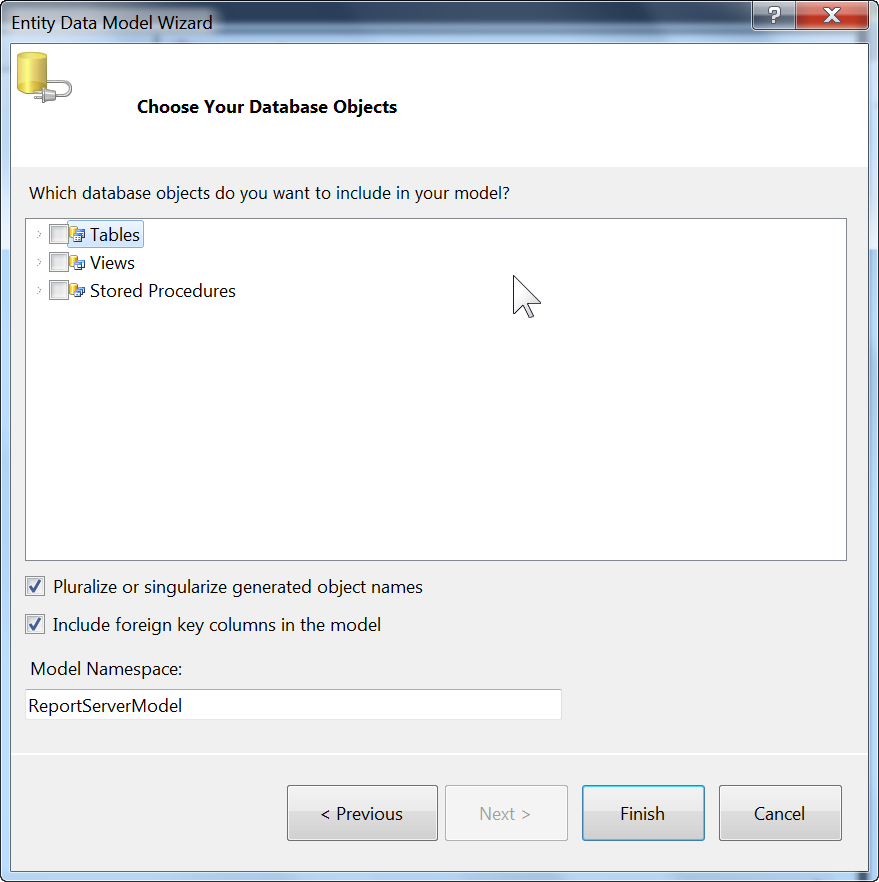 Entity Data Model Wizard
Choose Your Database Objects
Which database objects do you want to include in your model?
Tables
Views
Stored Procedures
Pluralize or singularize generated object names
Include foreign key columns in the model
Model Namespace:
ReportServerModel
< Previous Next > Finish Cancel